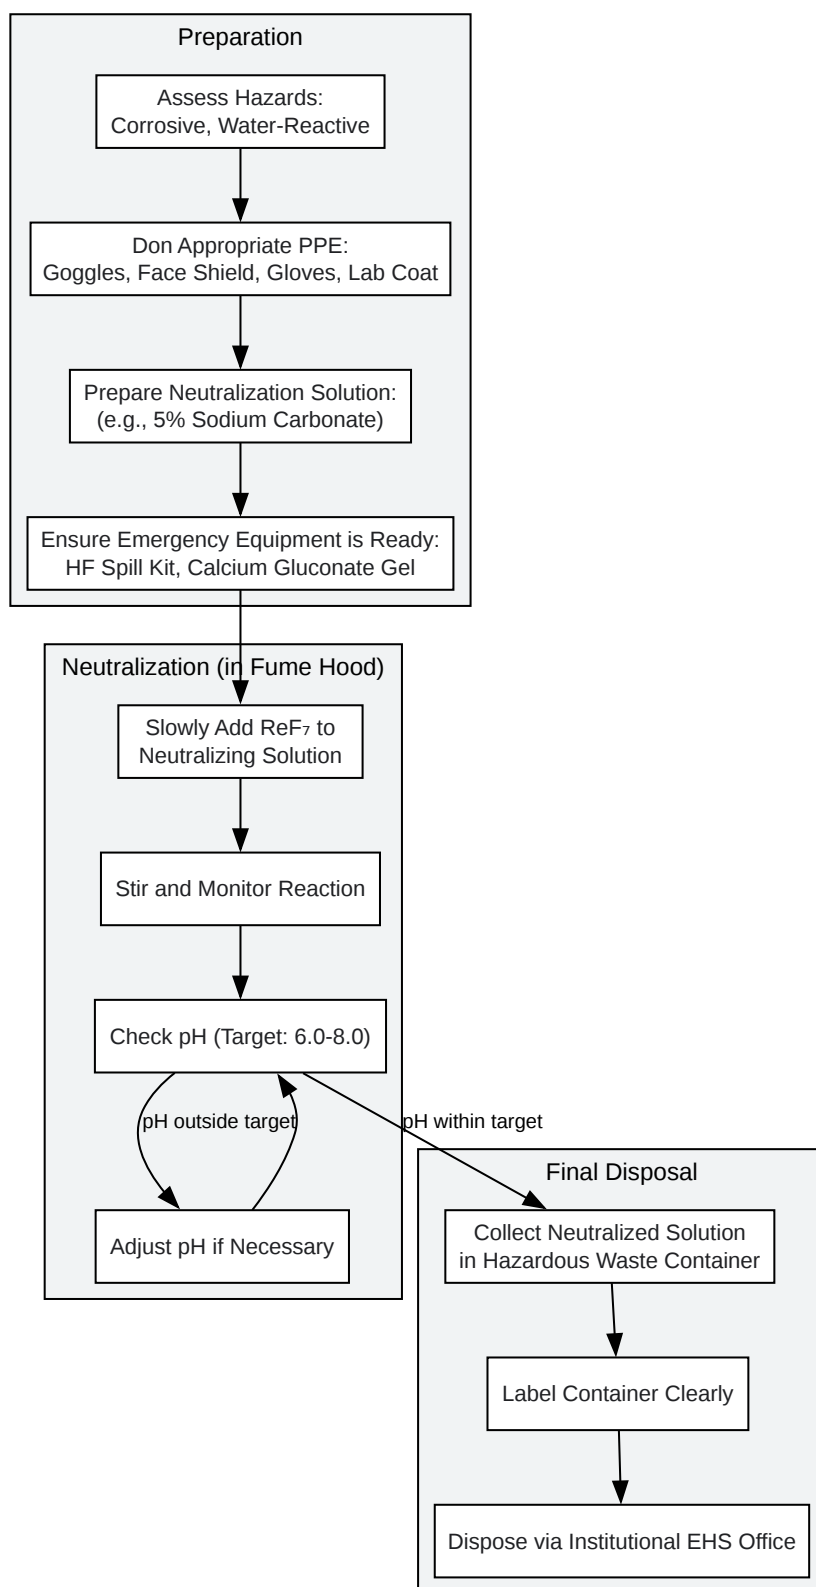 Preparation
Assess Hazards:
Corrosive, Water-Reactive
Don Appropriate PPE:
Goggles, Face Shield, Gloves, Lab Coat
Prepare Neutralization Solution:
(e.g., 5% Sodium Carbonate)
Ensure Emergency Equipment is Ready:
HF Spill Kit, Calcium Gluconate Gel
Neutralization (in Fume Hood)
Slowly Add ReF₇ to
Neutralizing Solution
Stir and Monitor Reaction
Check pH (Target: 6.0-8.0)
pH outside target
pH within target
Adjust pH if Necessary
Final Disposal
Collect Neutralized Solution
in Hazardous Waste Container
Label Container Clearly
Dispose via Institutional EHS Office